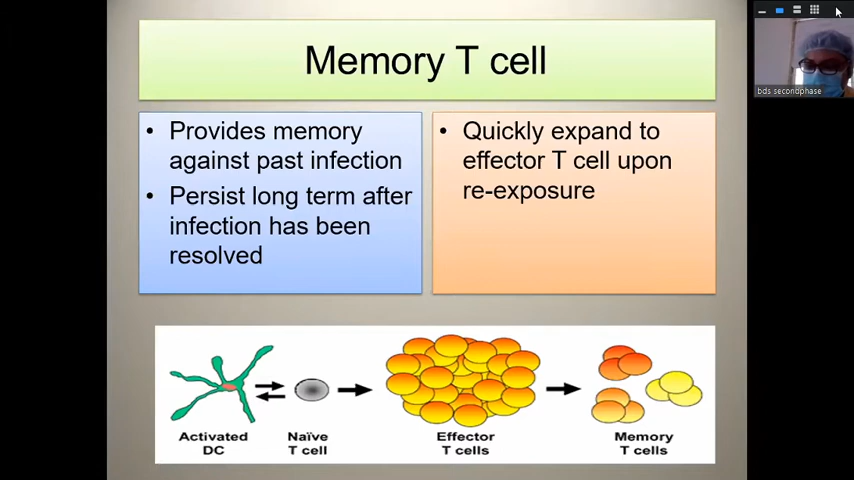 Memory T cell
• Provides memory
against past infection
• Persist long term after
infection has been
resolved
• Quickly expand to
effector T cell upon
re-exposure
Activated
DC
Naïve
T cell
Effector
T cells
Memory
T cells
bds secondphase